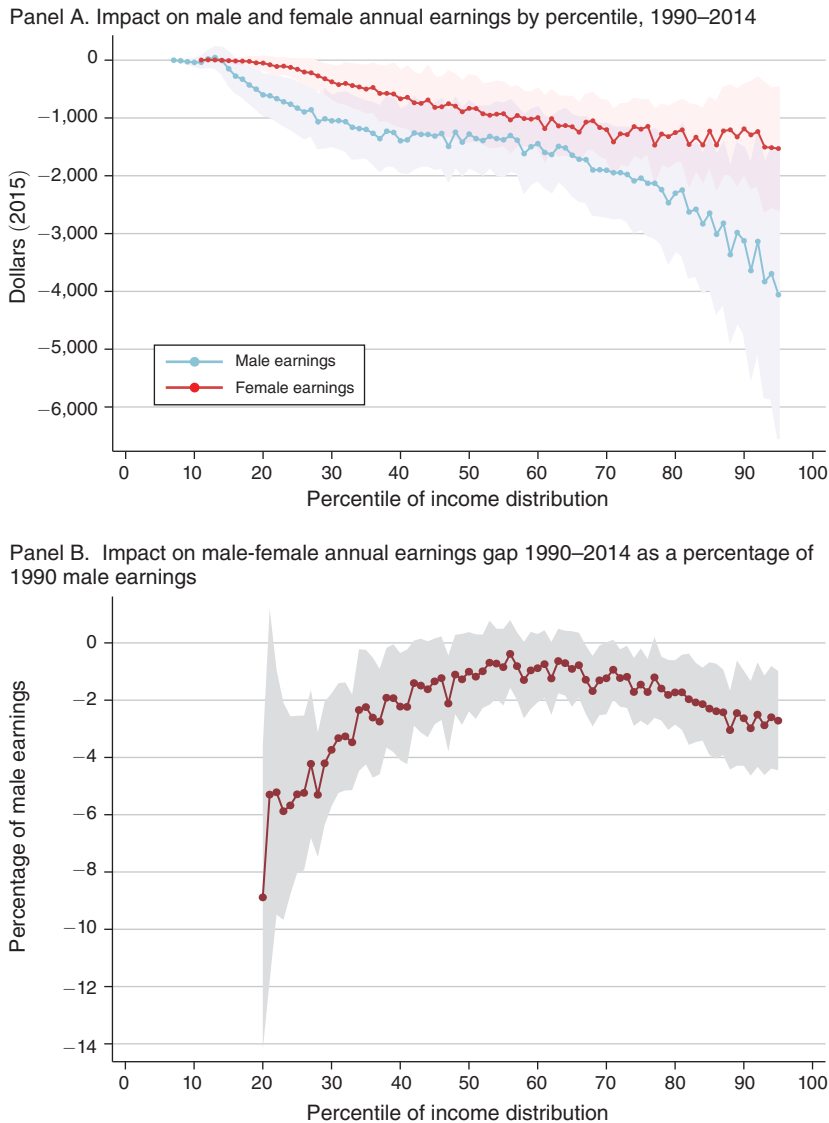 Panel A. Impact on male and female annual earnings by percentile, 1990–2014
0
−1,000
−2,000
−3,000
−4,000
−5,000
−6,000
Dollars (2015)
Male earnings
Female earnings
0 10 20 30 40 50 60 70 80 90 100
Percentile of income distribution
Panel B. Impact on male-female annual earnings gap 1990–2014 as a percentage of
1990 male earnings
0
−2
−4
−6
−8
−10
−12
−14
Percentage of male earnings
0 10 20 30 40 50 60 70 80 90 100
Percentile of income distribution